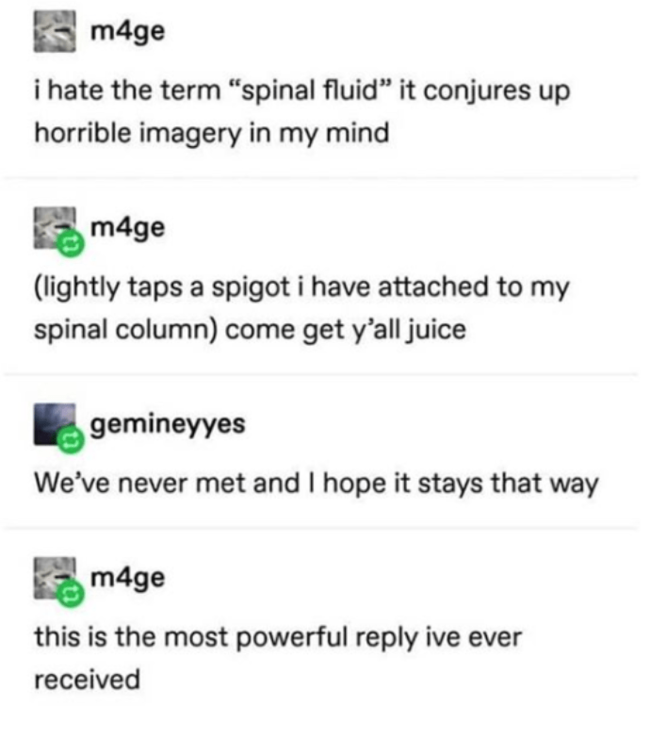 m4ge
i hate the term “spinal fluid” it conjures up
horrible imagery in my mind
m4ge
(lightly taps a spigot i have attached to my
spinal column) come get y’all juice
gemineyyes
We’ve never met and I hope it stays that way
m4ge
this is the most powerful reply ive ever
received